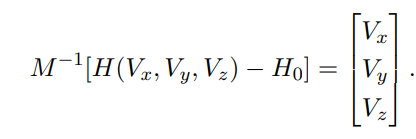 M^{-1}[H(V_x, V_y, V_z) − H_0] = \begin{bmatrix} V_x \\ V_y \\ V_z \end{bmatrix} .